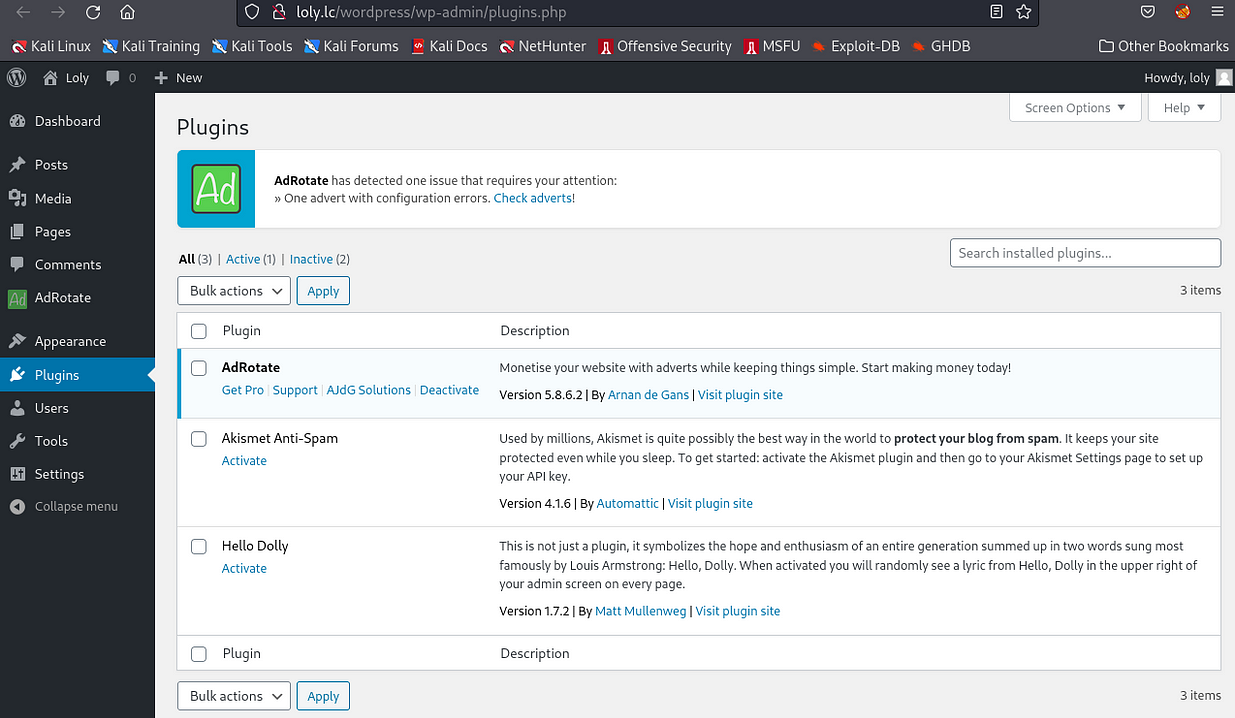 loly.lc/wordpress/wp-admin/plugins.php
Kali Linux Kali Training Kali Tools Kali Forums Kali Docs NetHunter Offensive Security MSFU Exploit-DB GHDB Other Bookmarks
Loly 0 New Howdy, loly
Screen Options Help
Dashboard
Posts
Media
Pages
Comments
Ad AdRotate
Appearance
Plugins
Users
Tools
Settings
Collapse menu
Plugins
Ad
AdRotate has detected one issue that requires your attention:
» One advert with configuration errors. Check adverts!
All (3) | Active (1) | Inactive (2)
Search installed plugins...
Bulk actions Apply
3 items
Plugin Description
AdRotate
Get Pro | Support | AJdG Solutions | Deactivate
Monetise your website with adverts while keeping things simple. Start making money today!
Version 5.8.6.2 | By Arnan de Gans | Visit plugin site
Akismet Anti-Spam
Activate
Used by millions, Akismet is quite possibly the best way in the world to protect your blog from spam. It keeps your site
protected even while you sleep. To get started: activate the Akismet plugin and then go to your Akismet Settings page to set up
your API key.
Version 4.1.6 | By Automattic | Visit plugin site
Hello Dolly
Activate
This is not just a plugin, it symbolizes the hope and enthusiasm of an entire generation summed up in two words sung most
famously by Louis Armstrong: Hello, Dolly. When activated you will randomly see a lyric from Hello, Dolly in the upper right of
your admin screen on every page.
Version 1.7.2 | By Matt Mullenweg | Visit plugin site
Plugin Description
Bulk actions Apply
3 items